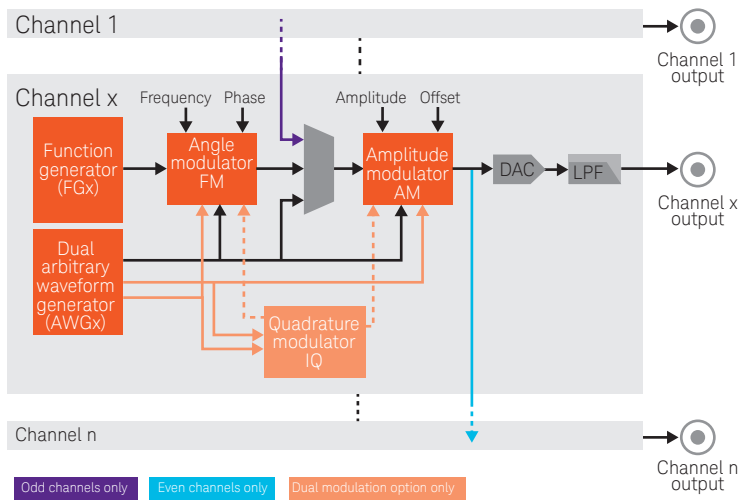 Channel 1
Channel 1
output
Channel x
Frequency
Phase
Amplitude
Offset
Function
generator
(FGx)
Angle
modulator
FM
Amplitude
modulator
AM
DAC
LPF
Channel x
output
Dual
arbitrary
waveform
generator
(AWGx)
Quadrature
modulator
IQ
Channel n
Channel n
output
Odd channels only
Even channels only
Dual modulation option only